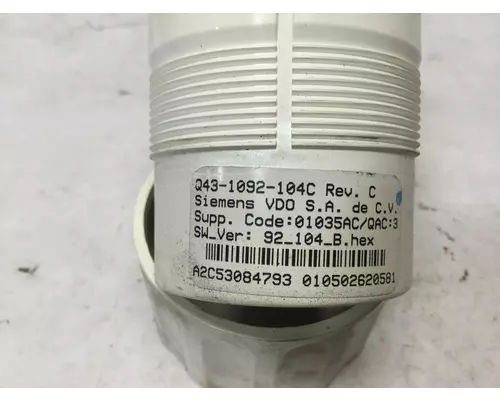 Q43-1092-104C Rev. C
Siemens VDO S.A. de C.V.
Supp. Code:01035AC/QAC:3
SW_Ver: 92_104_B.hex
A2C53084793 010502620581